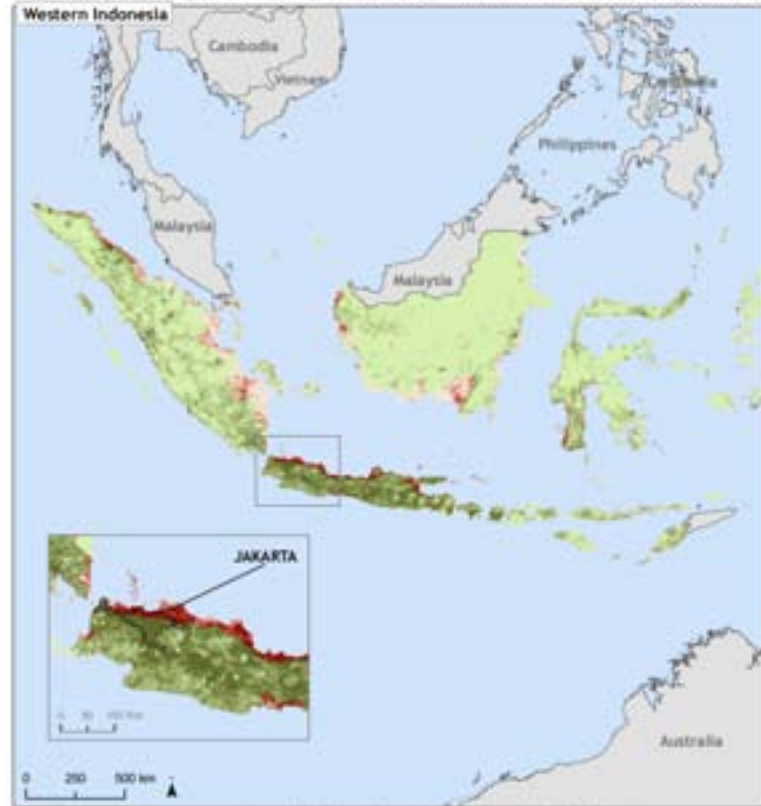 Western Indonesia
Cambodia
Vietnam
Philippines
Malaysia
Malaysia
JAKARTA
Australia
0 250 500 km